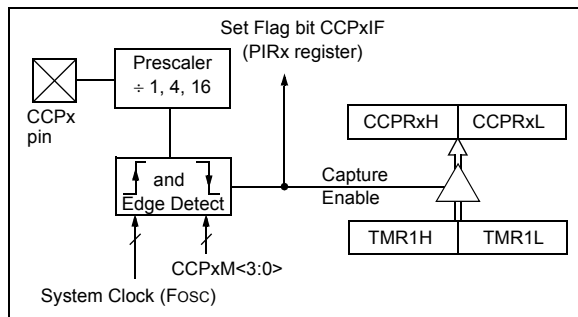 Set Flag bit CCPxIF
(PIRx register)
Prescaler
÷ 1, 4, 16
CCPx
pin
CCPRxH
CCPRxL
and
Edge Detect
Capture
Enable
TMR1H
TMR1L
CCPxM<3:0>
System Clock (FOSC)